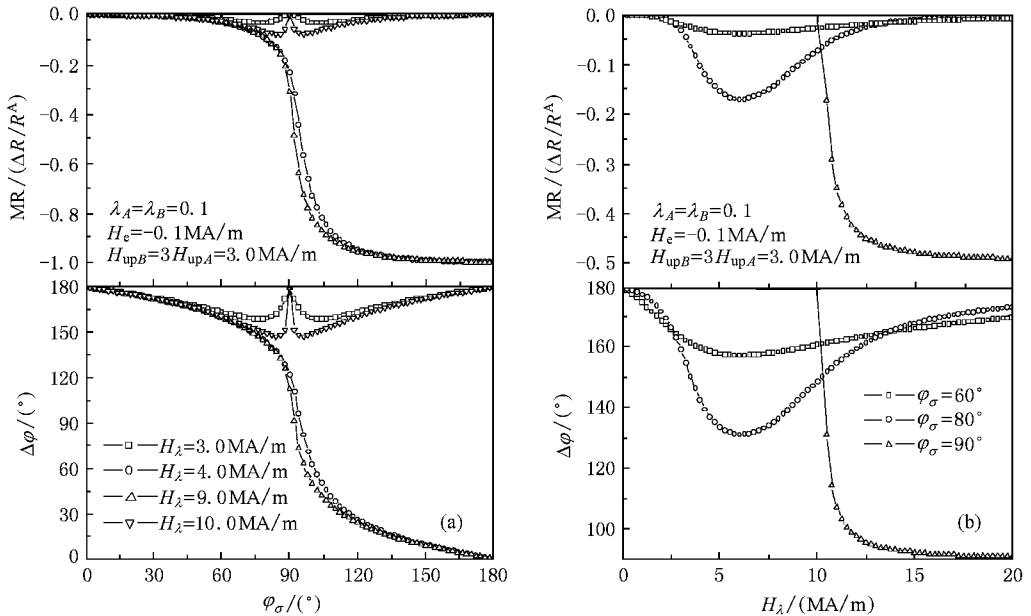 0.0
−0.2
−0.4
−0.6
−0.8
−1.0
MR/(ΔR/R^A)
λ_A=λ_B=0.1
H_e=−0.1MA/m
H_upB=3H_upA=3.0MA/m
180
150
120
90
60
30
0
Δφ/(°)
H_λ=3.0MA/m
H_λ=4.0MA/m
H_λ=9.0MA/m
H_λ=10.0MA/m
(a)
0 30 60 90 120 150 180
φ_σ/(°)
0.0
−0.1
−0.2
−0.3
−0.4
−0.5
MR/(ΔR/R^A)
λ_A=λ_B=0.1
H_e=−0.1MA/m
H_upB=3H_upA=3.0MA/m
180
160
140
120
100
Δφ/(°)
φ_σ=60°
φ_σ=80°
φ_σ=90°
(b)
0 5 10 15 20
H_λ/(MA/m)